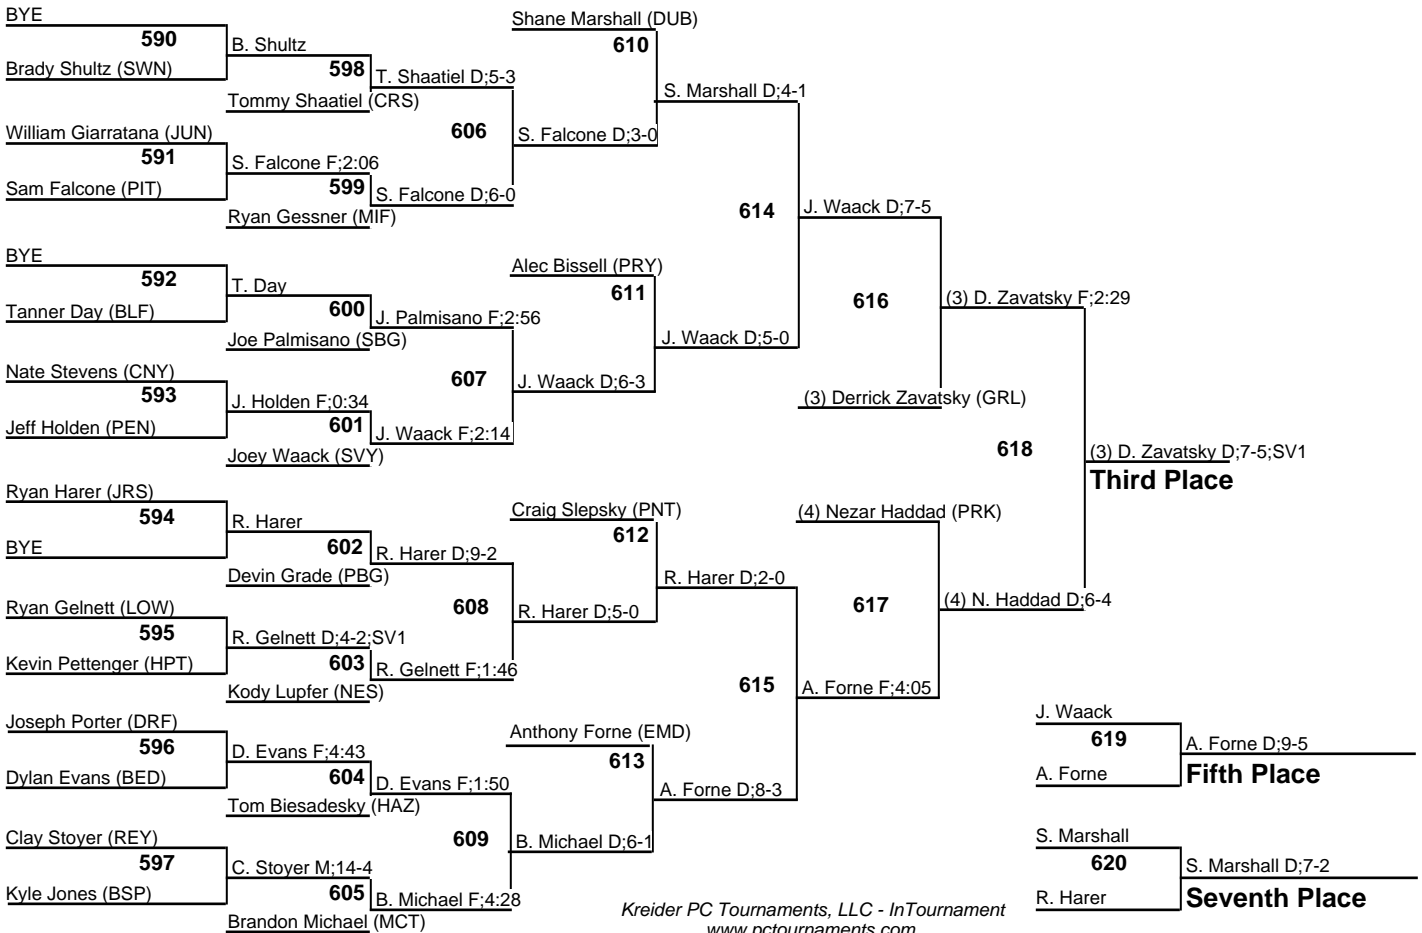 BYE
590
Brady Shultz (SWN)
B. Shultz
598
Tommy Shaatiel (CRS)
T. Shaatiel D;5-3
William Giarratana (JUN)
591
Sam Falcone (PIT)
S. Falcone F;2:06
599
Ryan Gessner (MIF)
S. Falcone D;6-0
606
S. Falcone D;3-0
Shane Marshall (DUB)
610
S. Marshall D;4-1
BYE
592
Tanner Day (BLF)
T. Day
600
Joe Palmisano (SBG)
J. Palmisano F;2:56
Nate Stevens (CNY)
593
Jeff Holden (PEN)
J. Holden F;0:34
601
Joey Waack (SVY)
J. Waack F;2:14
607
J. Waack D;6-3
Alec Bissell (PRY)
611
J. Waack D;5-0
614
J. Waack D;7-5
616
(3) Derrick Zavatsky (GRL)
(3) D. Zavatsky F;2:29
Ryan Harer (JRS)
594
BYE
R. Harer
602
Devin Grade (PBG)
R. Harer D;9-2
Ryan Gelnett (LOW)
595
Kevin Pettenger (HPT)
R. Gelnett D;4-2;SV1
603
Kody Lupfer (NES)
R. Gelnett F;1:46
608
R. Harer D;5-0
Craig Slepsky (PNT)
612
R. Harer D;2-0
Joseph Porter (DRF)
596
Dylan Evans (BED)
D. Evans F;4:43
604
Tom Biesadesky (HAZ)
D. Evans F;1:50
Clay Stoyer (REY)
597
Kyle Jones (BSP)
C. Stoyer M;14-4
605
Brandon Michael (MCT)
B. Michael F;4:28
609
B. Michael D;6-1
Anthony Forne (EMD)
613
A. Forne D;8-3
615
A. Forne F;4:05
(4) Nezar Haddad (PRK)
617
(4) N. Haddad D;6-4
618
(3) D. Zavatsky D;7-5;SV1
Third Place
J. Waack
619
A. Forne
A. Forne D;9-5
Fifth Place
S. Marshall
620
R. Harer
S. Marshall D;7-2
Seventh Place
Kreider PC Tournaments, LLC - InTournament
www.pctournaments.com